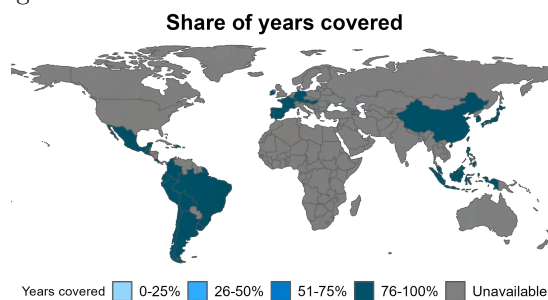 Share of years covered
Years covered 0-25% 26-50% 51-75% 76-100% Unavailable